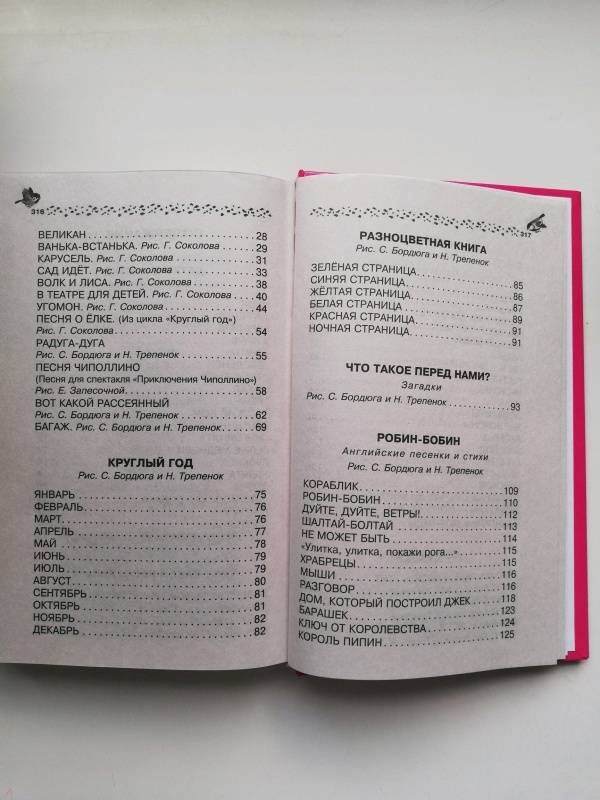 316
ВЕЛИКАН 28
ВАНЬКА-ВСТАНЬКА. Рис. Г. Соколова 29
КАРУСЕЛЬ. Рис. Г. Соколова 31
САД ИДЁТ. Рис. Г. Соколова 33
ВОЛК И ЛИСА. Рис. Г. Соколова 38
В ТЕАТРЕ ДЛЯ ДЕТЕЙ. Рис. Г. Соколова 40
УГОМОН. Рис. Г. Соколова 44
ПЕСНЯ О ЁЛКЕ. (Из цикла «Круглый год»)
Рис. Г. Соколова 54
РАДУГА-ДУГА
Рис. С. Бордюга и Н. Трепенок 55
ПЕСНЯ ЧИПОЛЛИНО
(Песня для спектакля «Приключения Чиполлино»)
Рис. Е. Запесочной 58
ВОТ КАКОЙ РАССЕЯННЫЙ
Рис. С. Бордюга и Н. Трепенок 62
БАГАЖ. Рис. С. Бордюга и Н. Трепенок 69
КРУГЛЫЙ ГОД
Рис. С. Бордюга и Н. Трепенок
ЯНВАРЬ 75
ФЕВРАЛЬ 76
МАРТ 76
АПРЕЛЬ 77
МАЙ 78
ИЮНЬ 79
ИЮЛЬ 79
АВГУСТ 80
СЕНТЯБРЬ 81
ОКТЯБРЬ 81
НОЯБРЬ 82
ДЕКАБРЬ 82
317
РАЗНОЦВЕТНАЯ КНИГА
Рис. С. Бордюга и Н. Трепенок
ЗЕЛЁНАЯ СТРАНИЦА 85
СИНЯЯ СТРАНИЦА 86
ЖЁЛТАЯ СТРАНИЦА 87
БЕЛАЯ СТРАНИЦА 89
КРАСНАЯ СТРАНИЦА 91
НОЧНАЯ СТРАНИЦА 91
ЧТО ТАКОЕ ПЕРЕД НАМИ?
Загадки
Рис. С. Бордюга и Н. Трепенок 93
РОБИН-БОБИН
Английские песенки и стихи
Рис. С. Бордюга и Н. Трепенок
КОРАБЛИК 109
РОБИН-БОБИН 110
ДУЙТЕ, ДУЙТЕ, ВЕТРЫ! 112
ШАЛТАЙ-БОЛТАЙ 113
НЕ МОЖЕТ БЫТЬ 114
«Улитка, улитка, покажи рога...» 115
ХРАБРЕЦЫ 115
МЫШИ 116
РАЗГОВОР 116
ДОМ, КОТОРЫЙ ПОСТРОИЛ ДЖЕК 118
БАРАШЕК 123
КЛЮЧ ОТ КОРОЛЕВСТВА 124
КОРОЛЬ ПИПИН 125